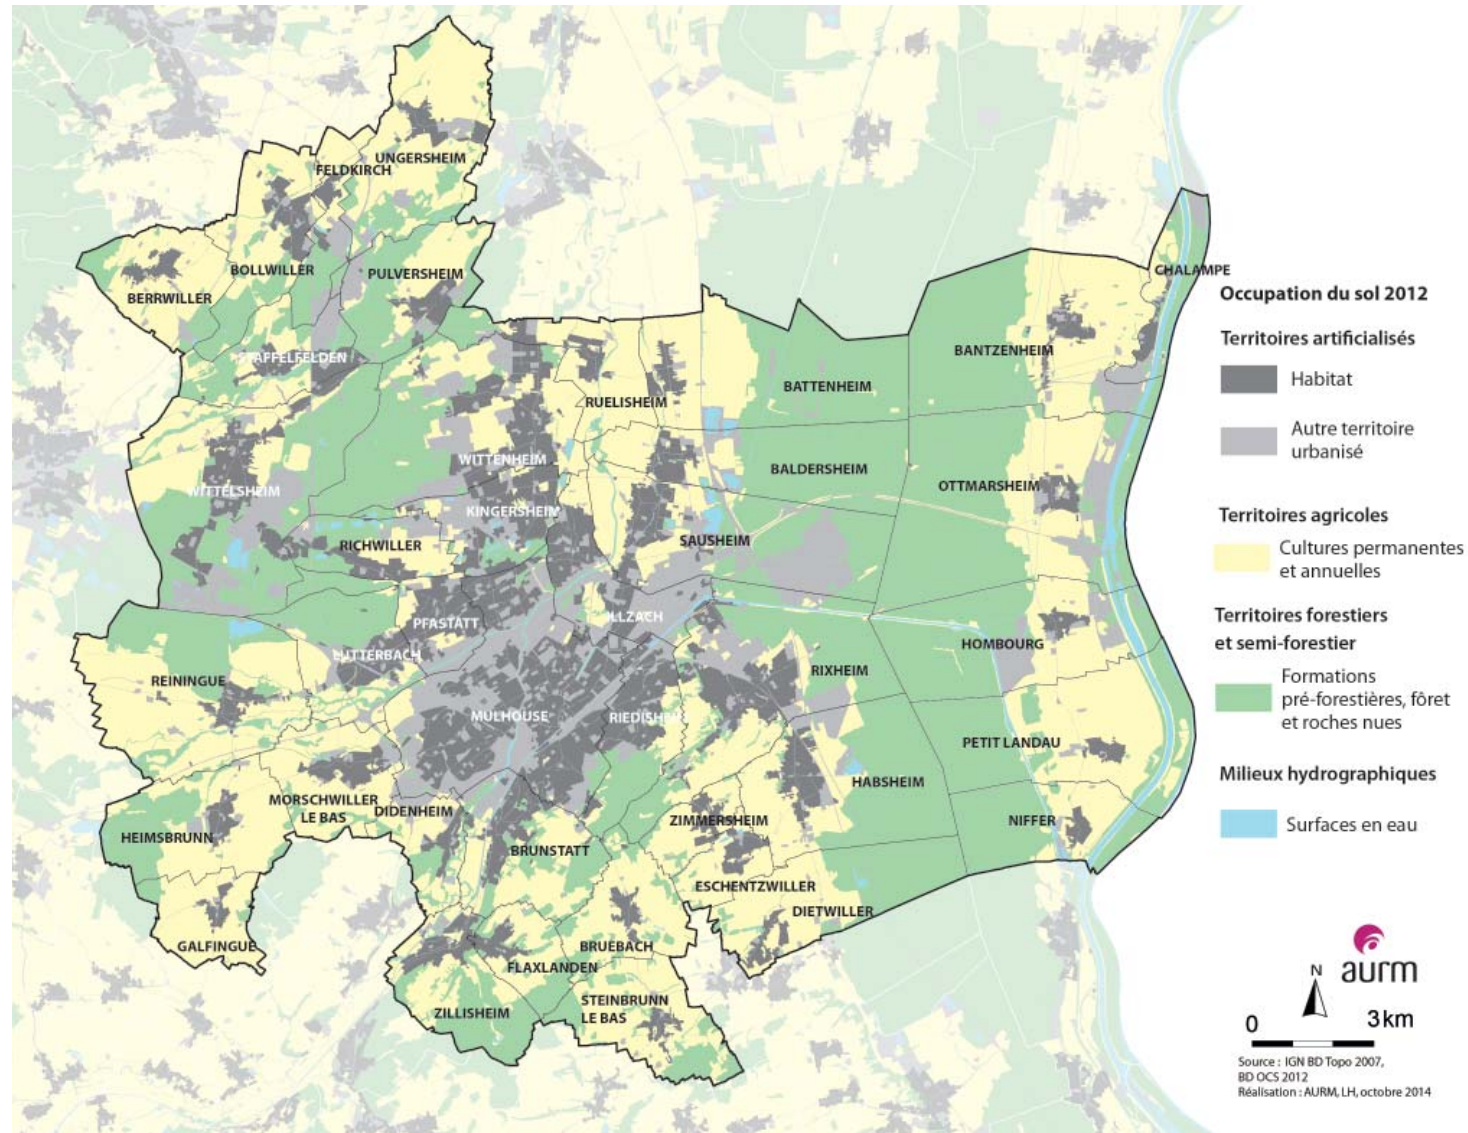 UNGERSHEIM
FELDKIRCH
BOLLWILLER
PULVERSHEIM
BERRWILLER
CHALAMPE
STAFFELFELDEN
BANTZENHEIM
BATTENHEIM
RUELISHEIM
WITTENHEIM
BALDERSHEIM
OTTMARSHEIM
WITTELSHEIM
KINGERSHEIM
RICHWILLER
SAUSHEIM
PFASTATT
ILLZACH
HOMBOURG
LUTTERBACH
RIXHEIM
REININGUE
MULHOUSE
RIEDISHEIM
PETIT LANDAU
HABSHEIM
MORSCHWILLER
LE BAS
DIDENHEIM
ZIMMERSHEIM
NIFFER
HEIMSBRUNN
BRUNSTATT
ESCHENTZWILLER
DIETWILLER
GALFINGUE
BRUEBACH
FLAXLANDEN
STEINBRUNN
LE BAS
ZILLISHEIM
Occupation du sol 2012
Territoires artificialisés
Habitat
Autre territoire
urbanisé
Territoires agricoles
Cultures permanentes
et annuelles
Territoires forestiers
et semi-forestier
Formations
pré-forestières, fôret
et roches nues
Milieux hydrographiques
Surfaces en eau
aurm
N
0 3 km
Source : IGN BD Topo 2007,
BD OCS 2012
Réalisation : AURM, LH, octobre 2014